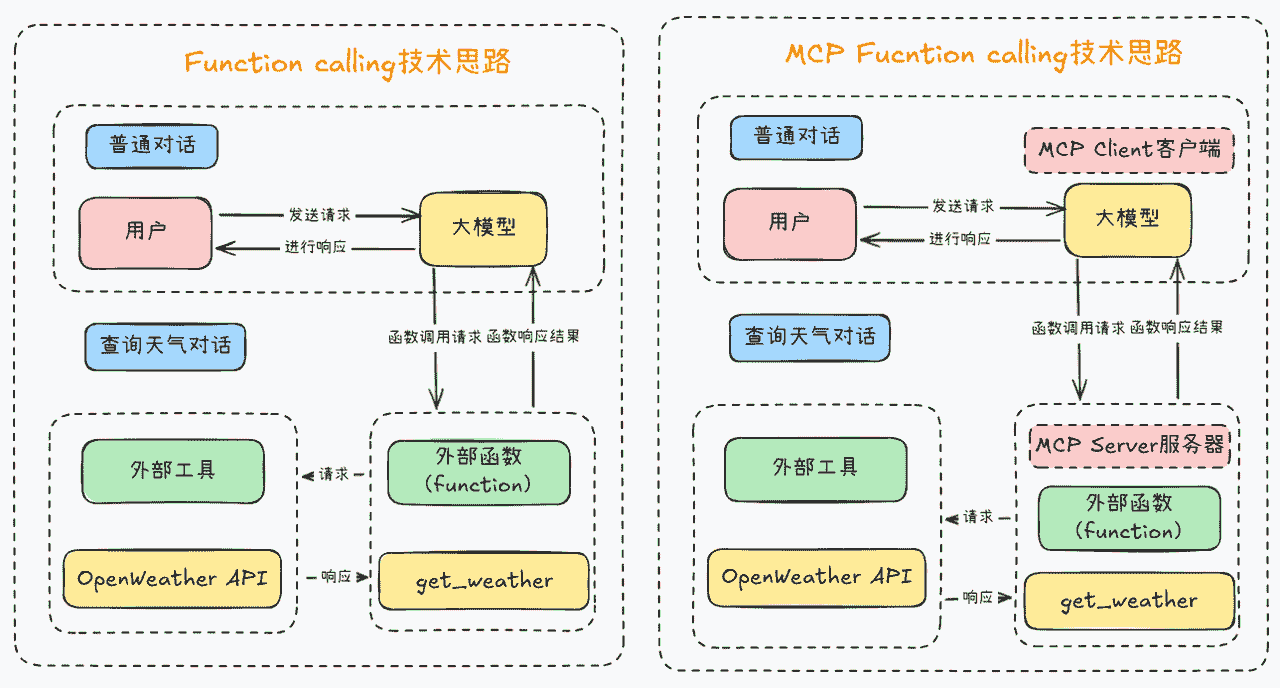 Function calling技术思路
普通对话
用户
发送请求
进行响应
大模型
函数调用请求
函数响应结果
查询天气对话
外部工具
请求
外部函数
(function)
OpenWeather API
响应
get_weather
MCP Fucntion calling技术思路
普通对话
MCP Client客户端
用户
发送请求
进行响应
大模型
函数调用请求
函数响应结果
查询天气对话
MCP Server服务器
外部工具
请求
外部函数
(function)
OpenWeather API
响应
get_weather